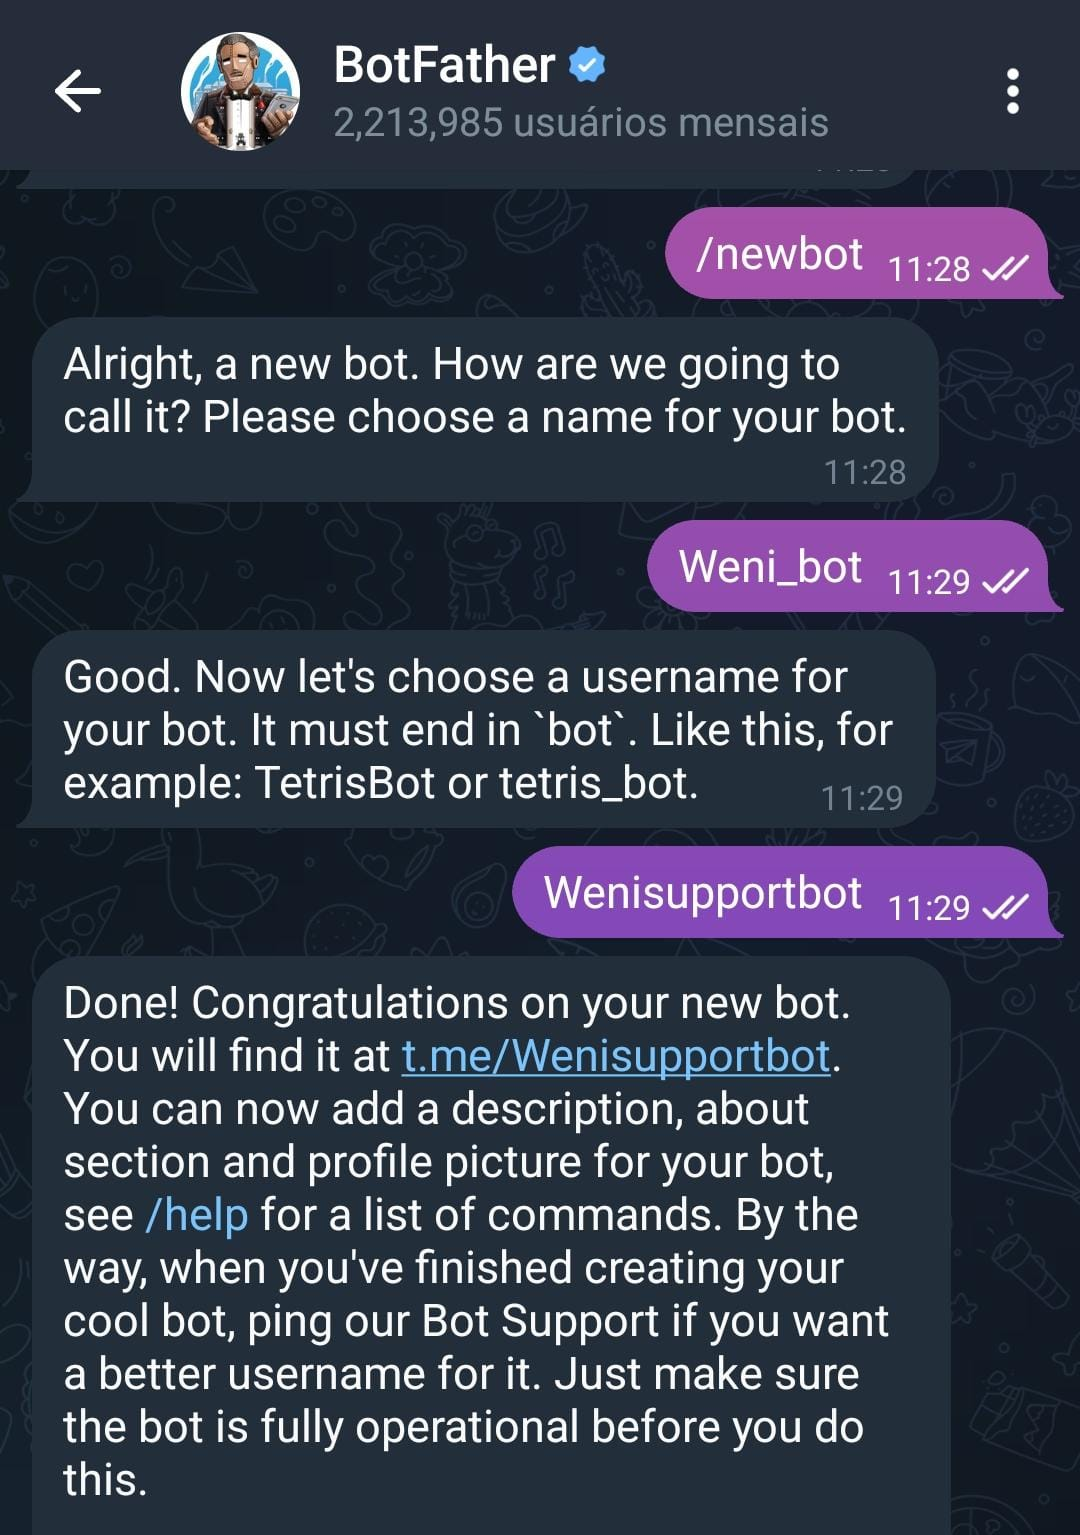 BotFather
2,213,985 usuários mensais
/newbot 11:28
Alright, a new bot. How are we going to
call it? Please choose a name for your bot.
11:28
Weni_bot 11:29
Good. Now let's choose a username for
your bot. It must end in `bot`. Like this, for
example: TetrisBot or tetris_bot. 11:29
Wenisupportbot 11:29
Done! Congratulations on your new bot.
You will find it at t.me/Wenisupportbot.
You can now add a description, about
section and profile picture for your bot,
see /help for a list of commands. By the
way, when you've finished creating your
cool bot, ping our Bot Support if you want
a better username for it. Just make sure
the bot is fully operational before you do
this.